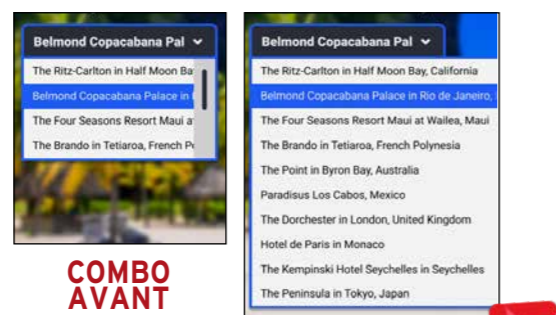 Belmond Copacabana Pal
The Ritz-Carlton in Half Moon Ba
Belmond Copacabana Palace in
The Four Seasons Resort Maui a
The Brando in Tetiaroa, French P
COMBO
AVANT
Belmond Copacabana Pal
The Ritz-Carlton in Half Moon Bay, California
Belmond Copacabana Palace in Rio de Janeiro,
The Four Seasons Resort Maui at Wailea, Maui
The Brando in Tetiaroa, French Polynesia
The Point in Byron Bay, Australia
Paradisus Los Cabos, Mexico
The Dorchester in London, United Kingdom
Hotel de Paris in Monaco
The Kempinski Hotel Seychelles in Seychelles
The Peninsula in Tokyo, Japan